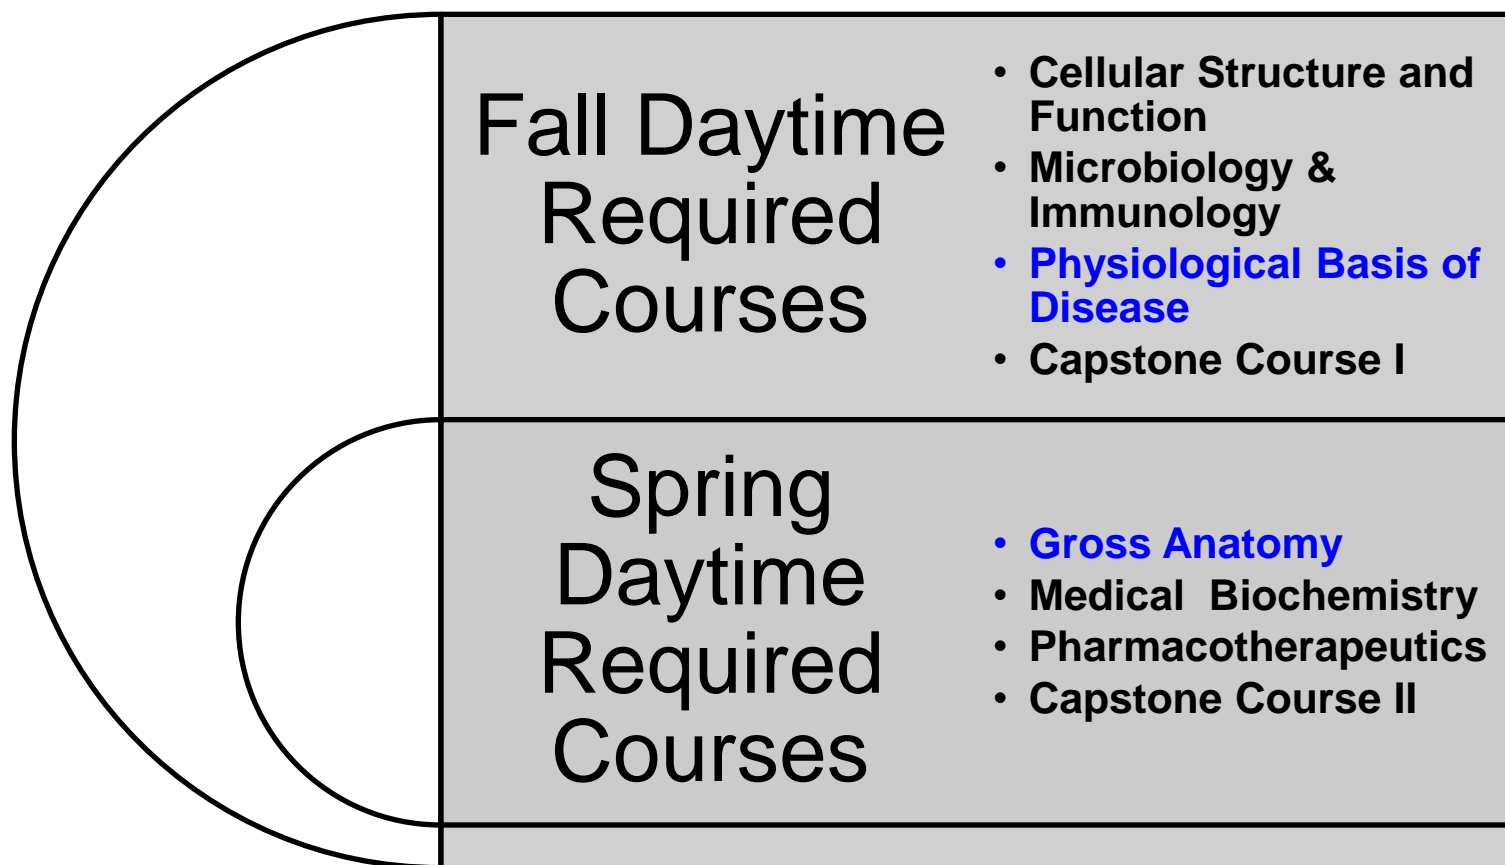 Fall Daytime
Required
Courses
• Cellular Structure and
Function
• Microbiology &
Immunology
• Physiological Basis of
Disease
• Capstone Course I
Spring
Daytime
Required
Courses
• Gross Anatomy
• Medical  Biochemistry
• Pharmacotherapeutics
• Capstone Course II